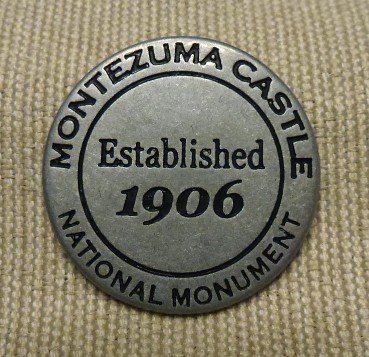 MONTEZUMA CASTLE
Established
1906
NATIONAL MONUMENT